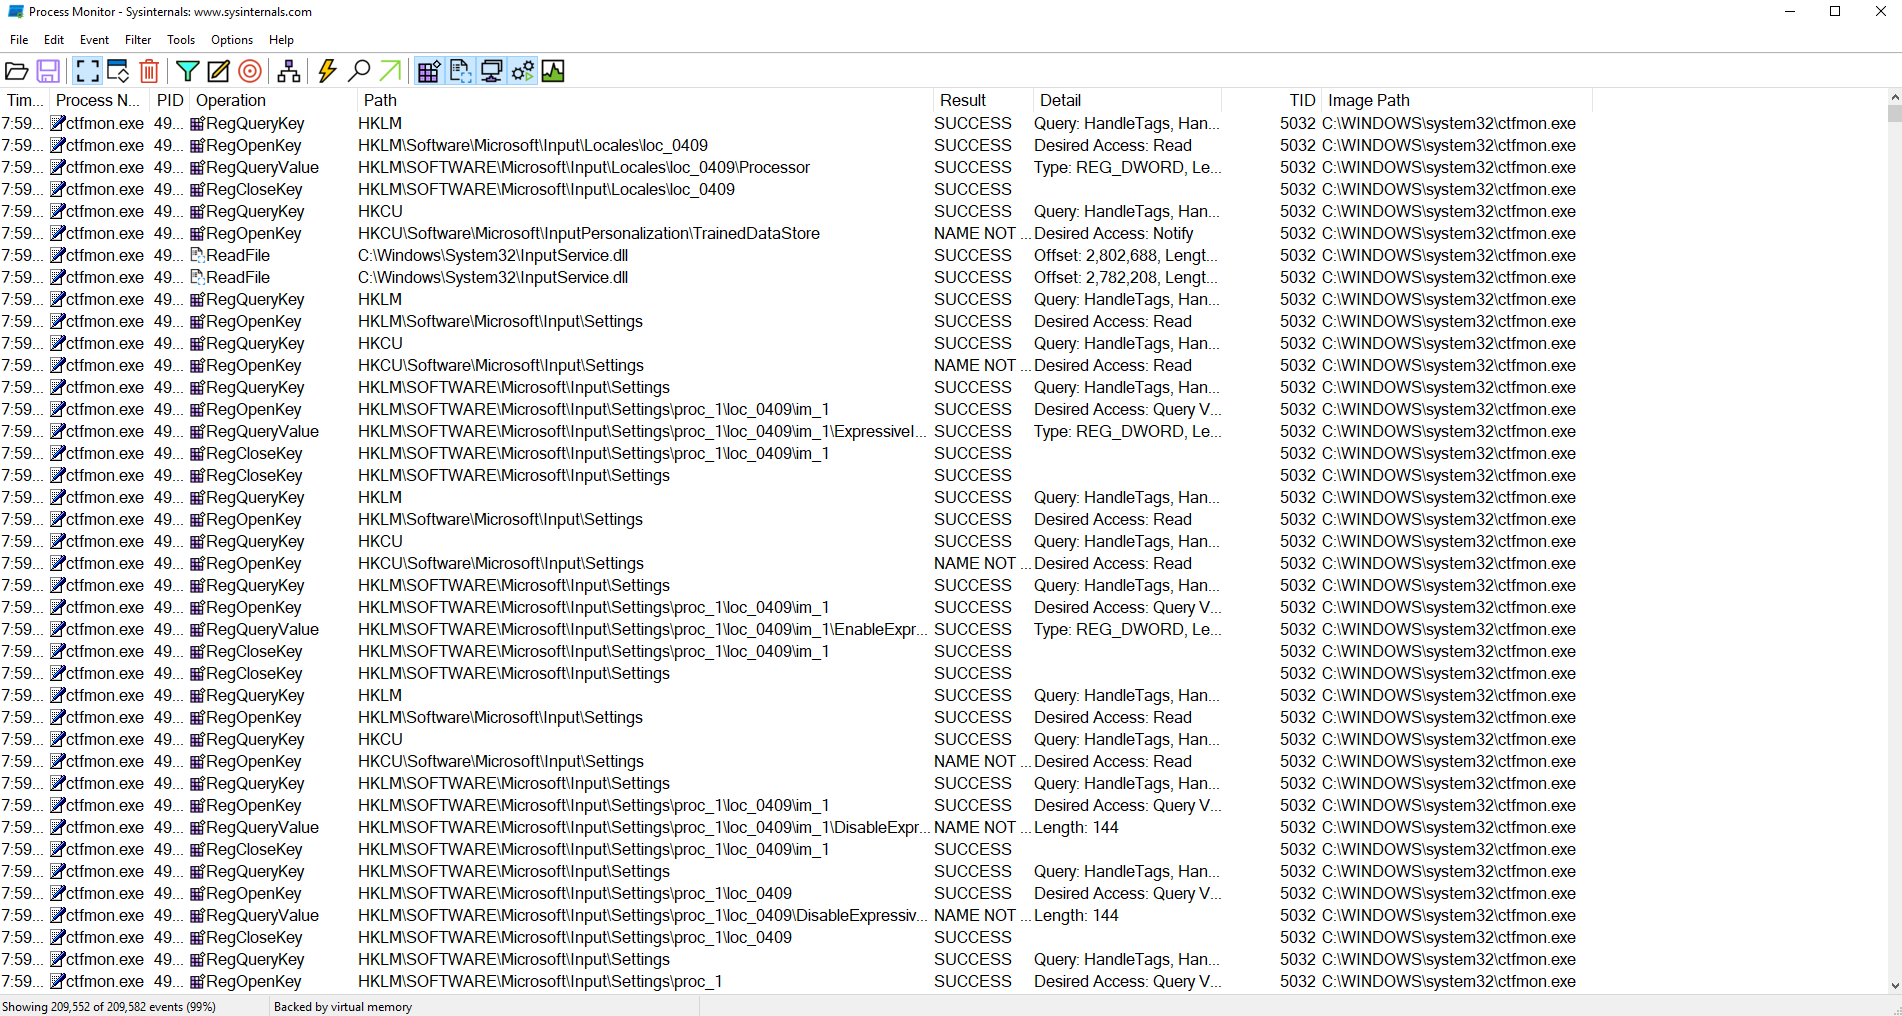 Process Monitor - Sysinternals: www.sysinternals.com
File Edit Event Filter Tools Options Help
Tim... Process N... PID Operation Path Result Detail TID Image Path
7:59... ctfmon.exe 49... RegQueryKey HKLM SUCCESS Query: HandleTags, Han... 5032 C:\WINDOWS\system32\ctfmon.exe
7:59... ctfmon.exe 49... RegOpenKey HKLM\Software\Microsoft\Input\Locales\loc_0409 SUCCESS Desired Access: Read 5032 C:\WINDOWS\system32\ctfmon.exe
7:59... ctfmon.exe 49... RegQueryValue HKLM\SOFTWARE\Microsoft\Input\Locales\loc_0409\Processor SUCCESS Type: REG_DWORD, Le... 5032 C:\WINDOWS\system32\ctfmon.exe
7:59... ctfmon.exe 49... RegCloseKey HKLM\SOFTWARE\Microsoft\Input\Locales\loc_0409 SUCCESS 5032 C:\WINDOWS\system32\ctfmon.exe
7:59... ctfmon.exe 49... RegQueryKey HKCU SUCCESS Query: HandleTags, Han... 5032 C:\WINDOWS\system32\ctfmon.exe
7:59... ctfmon.exe 49... RegOpenKey HKCU\Software\Microsoft\InputPersonalization\TrainedDataStore NAME NOT ... Desired Access: Notify 5032 C:\WINDOWS\system32\ctfmon.exe
7:59... ctfmon.exe 49... ReadFile C:\Windows\System32\InputService.dll SUCCESS Offset: 2,802,688, Lengt... 5032 C:\WINDOWS\system32\ctfmon.exe
7:59... ctfmon.exe 49... ReadFile C:\Windows\System32\InputService.dll SUCCESS Offset: 2,782,208, Lengt... 5032 C:\WINDOWS\system32\ctfmon.exe
7:59... ctfmon.exe 49... RegQueryKey HKLM SUCCESS Query: HandleTags, Han... 5032 C:\WINDOWS\system32\ctfmon.exe
7:59... ctfmon.exe 49... RegOpenKey HKLM\Software\Microsoft\Input\Settings SUCCESS Desired Access: Read 5032 C:\WINDOWS\system32\ctfmon.exe
7:59... ctfmon.exe 49... RegQueryKey HKCU SUCCESS Query: HandleTags, Han... 5032 C:\WINDOWS\system32\ctfmon.exe
7:59... ctfmon.exe 49... RegOpenKey HKCU\Software\Microsoft\Input\Settings NAME NOT ... Desired Access: Read 5032 C:\WINDOWS\system32\ctfmon.exe
7:59... ctfmon.exe 49... RegQueryKey HKLM\SOFTWARE\Microsoft\Input\Settings SUCCESS Query: HandleTags, Han... 5032 C:\WINDOWS\system32\ctfmon.exe
7:59... ctfmon.exe 49... RegOpenKey HKLM\SOFTWARE\Microsoft\Input\Settings\proc_1\loc_0409\im_1 SUCCESS Desired Access: Query V... 5032 C:\WINDOWS\system32\ctfmon.exe
7:59... ctfmon.exe 49... RegQueryValue HKLM\SOFTWARE\Microsoft\Input\Settings\proc_1\loc_0409\im_1\ExpressiveI... SUCCESS Type: REG_DWORD, Le... 5032 C:\WINDOWS\system32\ctfmon.exe
7:59... ctfmon.exe 49... RegCloseKey HKLM\SOFTWARE\Microsoft\Input\Settings\proc_1\loc_0409\im_1 SUCCESS 5032 C:\WINDOWS\system32\ctfmon.exe
7:59... ctfmon.exe 49... RegCloseKey HKLM\SOFTWARE\Microsoft\Input\Settings SUCCESS 5032 C:\WINDOWS\system32\ctfmon.exe
7:59... ctfmon.exe 49... RegQueryKey HKLM SUCCESS Query: HandleTags, Han... 5032 C:\WINDOWS\system32\ctfmon.exe
7:59... ctfmon.exe 49... RegOpenKey HKLM\Software\Microsoft\Input\Settings SUCCESS Desired Access: Read 5032 C:\WINDOWS\system32\ctfmon.exe
7:59... ctfmon.exe 49... RegQueryKey HKCU SUCCESS Query: HandleTags, Han... 5032 C:\WINDOWS\system32\ctfmon.exe
7:59... ctfmon.exe 49... RegOpenKey HKCU\Software\Microsoft\Input\Settings NAME NOT ... Desired Access: Read 5032 C:\WINDOWS\system32\ctfmon.exe
7:59... ctfmon.exe 49... RegQueryKey HKLM\SOFTWARE\Microsoft\Input\Settings SUCCESS Query: HandleTags, Han... 5032 C:\WINDOWS\system32\ctfmon.exe
7:59... ctfmon.exe 49... RegOpenKey HKLM\SOFTWARE\Microsoft\Input\Settings\proc_1\loc_0409\im_1 SUCCESS Desired Access: Query V... 5032 C:\WINDOWS\system32\ctfmon.exe
7:59... ctfmon.exe 49... RegQueryValue HKLM\SOFTWARE\Microsoft\Input\Settings\proc_1\loc_0409\im_1\EnableExpr... SUCCESS Type: REG_DWORD, Le... 5032 C:\WINDOWS\system32\ctfmon.exe
7:59... ctfmon.exe 49... RegCloseKey HKLM\SOFTWARE\Microsoft\Input\Settings\proc_1\loc_0409\im_1 SUCCESS 5032 C:\WINDOWS\system32\ctfmon.exe
7:59... ctfmon.exe 49... RegCloseKey HKLM\SOFTWARE\Microsoft\Input\Settings SUCCESS 5032 C:\WINDOWS\system32\ctfmon.exe
7:59... ctfmon.exe 49... RegQueryKey HKLM SUCCESS Query: HandleTags, Han... 5032 C:\WINDOWS\system32\ctfmon.exe
7:59... ctfmon.exe 49... RegOpenKey HKLM\Software\Microsoft\Input\Settings SUCCESS Desired Access: Read 5032 C:\WINDOWS\system32\ctfmon.exe
7:59... ctfmon.exe 49... RegQueryKey HKCU SUCCESS Query: HandleTags, Han... 5032 C:\WINDOWS\system32\ctfmon.exe
7:59... ctfmon.exe 49... RegOpenKey HKCU\Software\Microsoft\Input\Settings NAME NOT ... Desired Access: Read 5032 C:\WINDOWS\system32\ctfmon.exe
7:59... ctfmon.exe 49... RegQueryKey HKLM\SOFTWARE\Microsoft\Input\Settings SUCCESS Query: HandleTags, Han... 5032 C:\WINDOWS\system32\ctfmon.exe
7:59... ctfmon.exe 49... RegOpenKey HKLM\SOFTWARE\Microsoft\Input\Settings\proc_1\loc_0409\im_1 SUCCESS Desired Access: Query V... 5032 C:\WINDOWS\system32\ctfmon.exe
7:59... ctfmon.exe 49... RegQueryValue HKLM\SOFTWARE\Microsoft\Input\Settings\proc_1\loc_0409\im_1\DisableExpr... NAME NOT ... Length: 144 5032 C:\WINDOWS\system32\ctfmon.exe
7:59... ctfmon.exe 49... RegCloseKey HKLM\SOFTWARE\Microsoft\Input\Settings\proc_1\loc_0409\im_1 SUCCESS 5032 C:\WINDOWS\system32\ctfmon.exe
7:59... ctfmon.exe 49... RegQueryKey HKLM\SOFTWARE\Microsoft\Input\Settings SUCCESS Query: HandleTags, Han... 5032 C:\WINDOWS\system32\ctfmon.exe
7:59... ctfmon.exe 49... RegOpenKey HKLM\SOFTWARE\Microsoft\Input\Settings\proc_1\loc_0409 SUCCESS Desired Access: Query V... 5032 C:\WINDOWS\system32\ctfmon.exe
7:59... ctfmon.exe 49... RegQueryValue HKLM\SOFTWARE\Microsoft\Input\Settings\proc_1\loc_0409\DisableExpressiv... NAME NOT ... Length: 144 5032 C:\WINDOWS\system32\ctfmon.exe
7:59... ctfmon.exe 49... RegCloseKey HKLM\SOFTWARE\Microsoft\Input\Settings\proc_1\loc_0409 SUCCESS 5032 C:\WINDOWS\system32\ctfmon.exe
7:59... ctfmon.exe 49... RegQueryKey HKLM\SOFTWARE\Microsoft\Input\Settings SUCCESS Query: HandleTags, Han... 5032 C:\WINDOWS\system32\ctfmon.exe
7:59... ctfmon.exe 49... RegOpenKey HKLM\SOFTWARE\Microsoft\Input\Settings\proc_1 SUCCESS Desired Access: Query V... 5032 C:\WINDOWS\system32\ctfmon.exe
Showing 209,552 of 209,582 events (99%) Backed by virtual memory